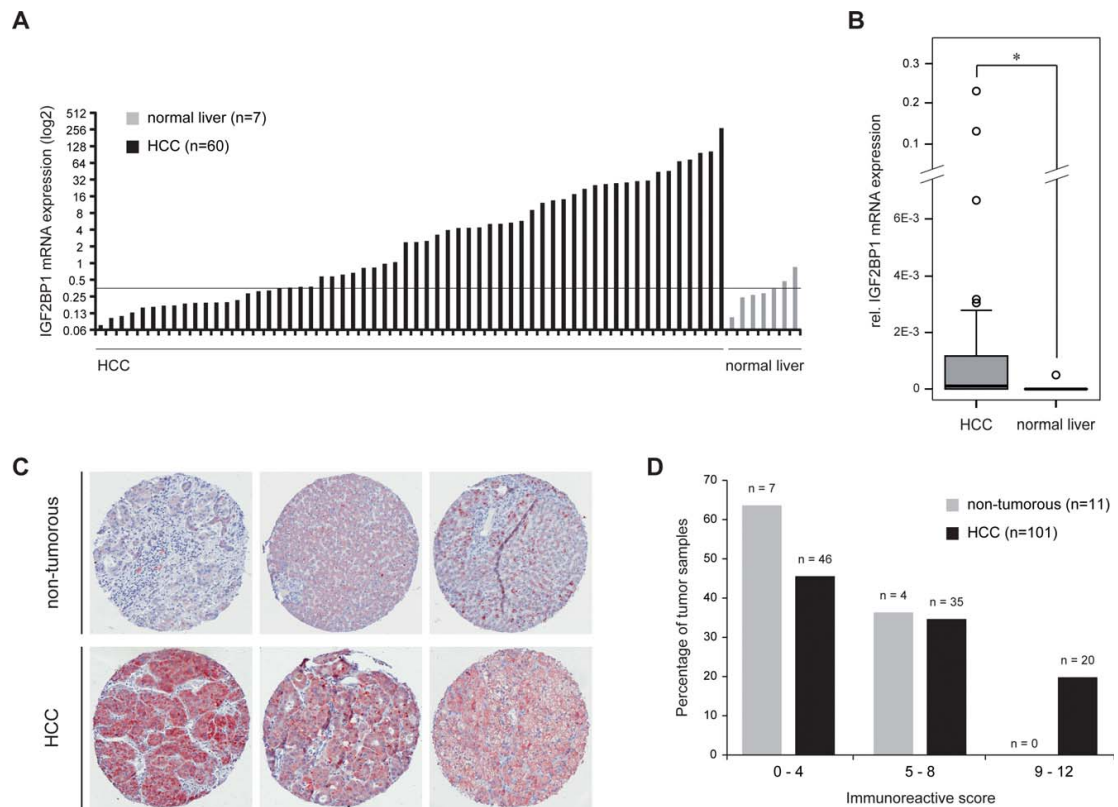 A
IGF2BP1 mRNA expression (log2)
512
256
128
64
32
16
8
4
2
1
0.5
0.25
0.13
0.06
normal liver (n=7)
HCC (n=60)
HCC
normal liver
B
rel. IGF2BP1 mRNA expression
0.3
0.2
0.1
6E-3
4E-3
2E-3
0
*
HCC
normal liver
C
non-tumorous
HCC
D
Percentage of tumor samples
70
60
50
40
30
20
10
0
non-tumorous (n=11)
HCC (n=101)
n = 7
n = 46
n = 4
n = 35
n = 0
n = 20
0 - 4
5 - 8
9 - 12
Immunoreactive score